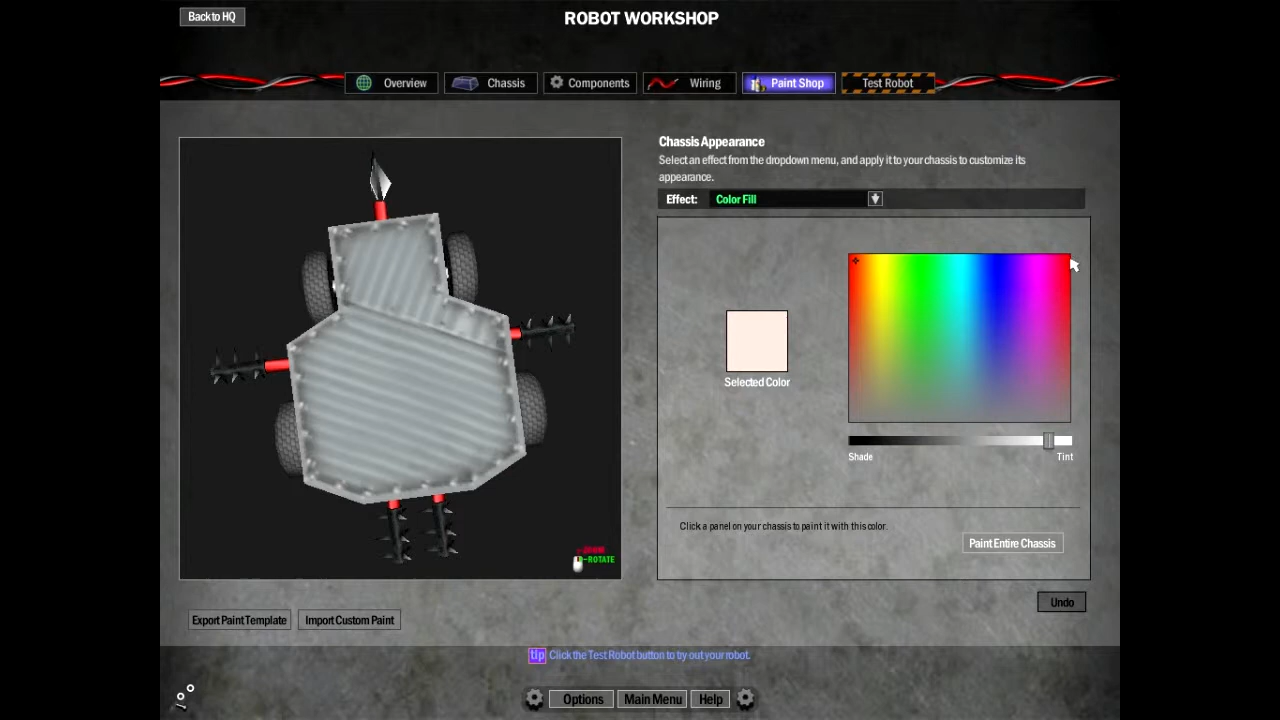 Back to HQ
ROBOT WORKSHOP
Overview
Chassis
Components
Wiring
Paint Shop
Test Robot
Chassis Appearance
Select an effect from the dropdown menu, and apply it to your chassis to customize its
appearance.
Effect:
Color Fill
Selected Color
Shade
Tint
Click a panel on your chassis to paint it with this color.
Paint Entire Chassis
-ROTATE
Undo
Export Paint Template
Import Custom Paint
tip Click the Test Robot button to try out your robot.
Options
Main Menu
Help